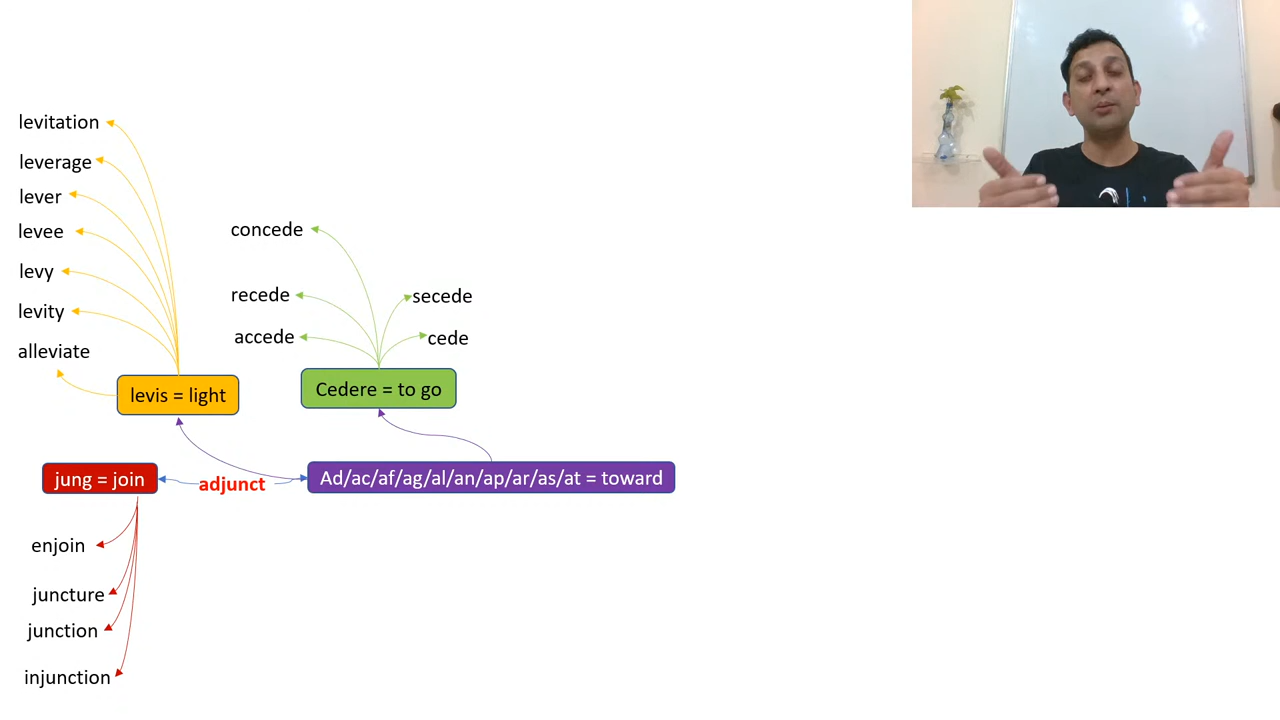 levitation
leverage
lever
levee
levy
levity
alleviate
levis = light
concede
recede
secede
accede
cede
Cedere = to go
jung = join
adjunct
Ad/ac/af/ag/al/an/ap/ar/as/at = toward
enjoin
juncture
junction
injunction